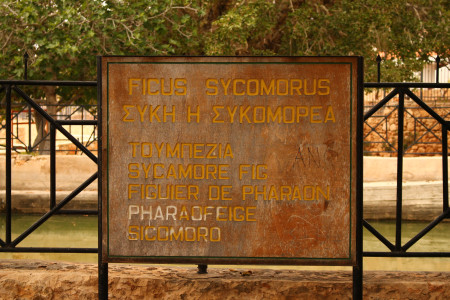 FICUS SYCOMORUS
ΣΥΚΗ Η ΣΥΚΟΜΟΡΕΑ
ΤΟΥΜΠΕΖΙΑ
SYCAMORE FIG
FIGUIER DE PHARAON
PHARAOFEIGE
SICOMORO